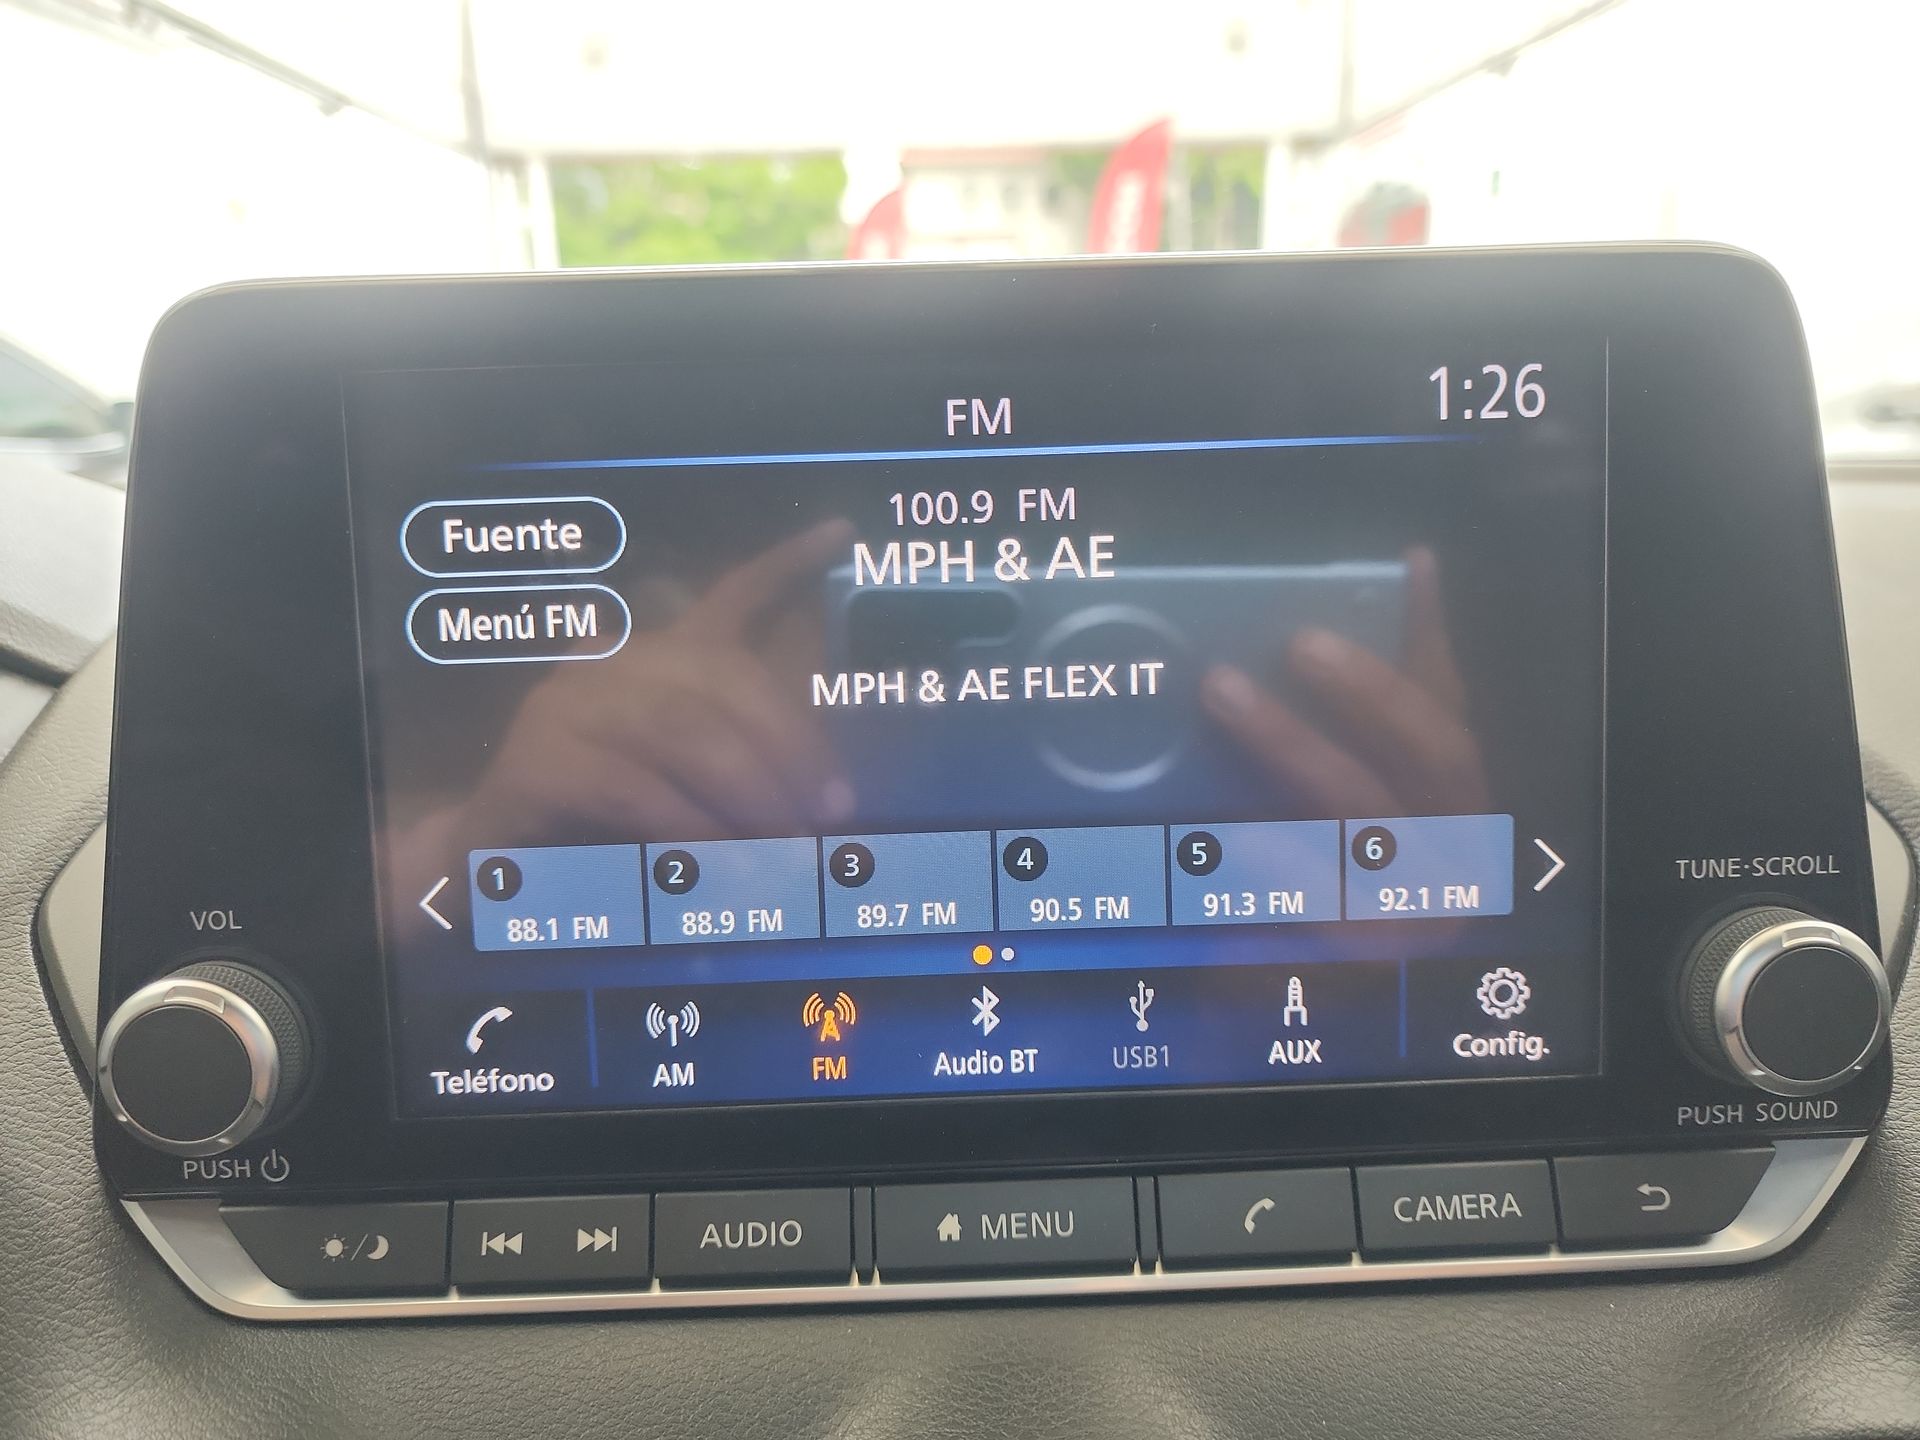 FM
1:26
Fuente
Menú FM
100.9 FM
MPH & AE
MPH & AE FLEX IT
1
88.1 FM
2
88.9 FM
3
89.7 FM
4
90.5 FM
5
91.3 FM
6
92.1 FM
Teléfono
AM
FM
Audio BT
USB1
AUX
Config.
VOL
PUSH
TUNE·SCROLL
PUSH SOUND
AUDIO
MENU
CAMERA